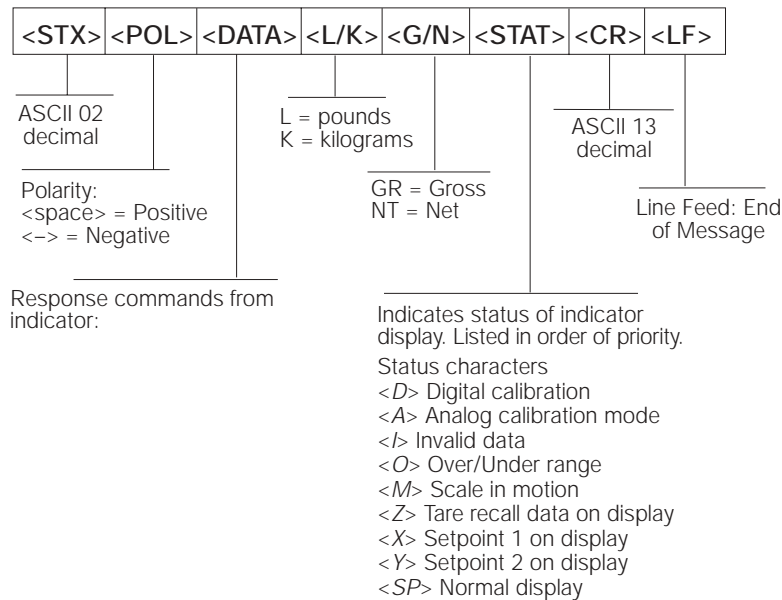 <STX> <POL> <DATA> <L/K> <G/N> <STAT> <CR> <LF>
ASCII 02
decimal
L = pounds
K = kilograms
ASCII 13
decimal
Polarity:
<space> = Positive
<–> = Negative
GR = Gross
NT = Net
Line Feed: End
of Message
Response commands from
indicator:
Indicates status of indicator
display. Listed in order of priority.
Status characters
<D> Digital calibration
<A> Analog calibration mode
<I> Invalid data
<O> Over/Under range
<M> Scale in motion
<Z> Tare recall data on display
<X> Setpoint 1 on display
<Y> Setpoint 2 on display
<SP> Normal display